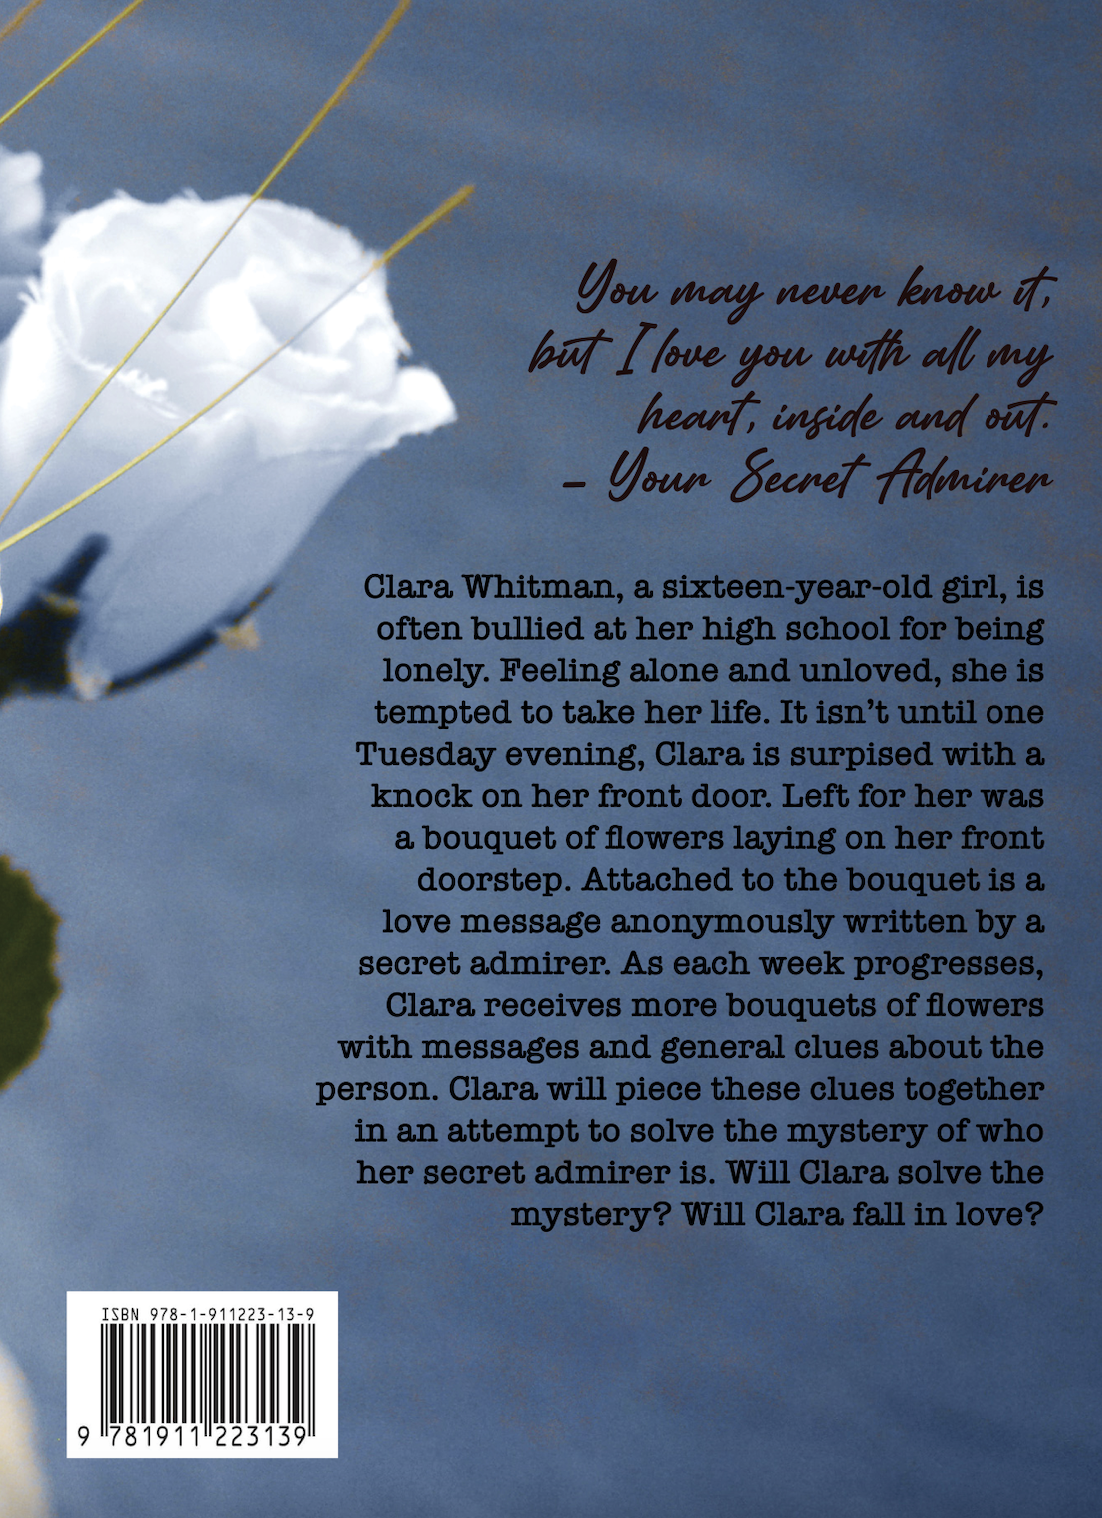 You may never know it,
but I love you with all my
heart, inside and out.
– Your Secret Admirer
Clara Whitman, a sixteen-year-old girl, is
often bullied at her high school for being
lonely. Feeling alone and unloved, she is
tempted to take her life. It isn’t until one
Tuesday evening, Clara is surpised with a
knock on her front door. Left for her was
a bouquet of flowers laying on her front
doorstep. Attached to the bouquet is a
love message anonymously written by a
secret admirer. As each week progresses,
Clara receives more bouquets of flowers
with messages and general clues about the
person. Clara will piece these clues together
in an attempt to solve the mystery of who
her secret admirer is. Will Clara solve the
mystery? Will Clara fall in love?
ISBN 978-1-911223-13-9
9 781911 223139